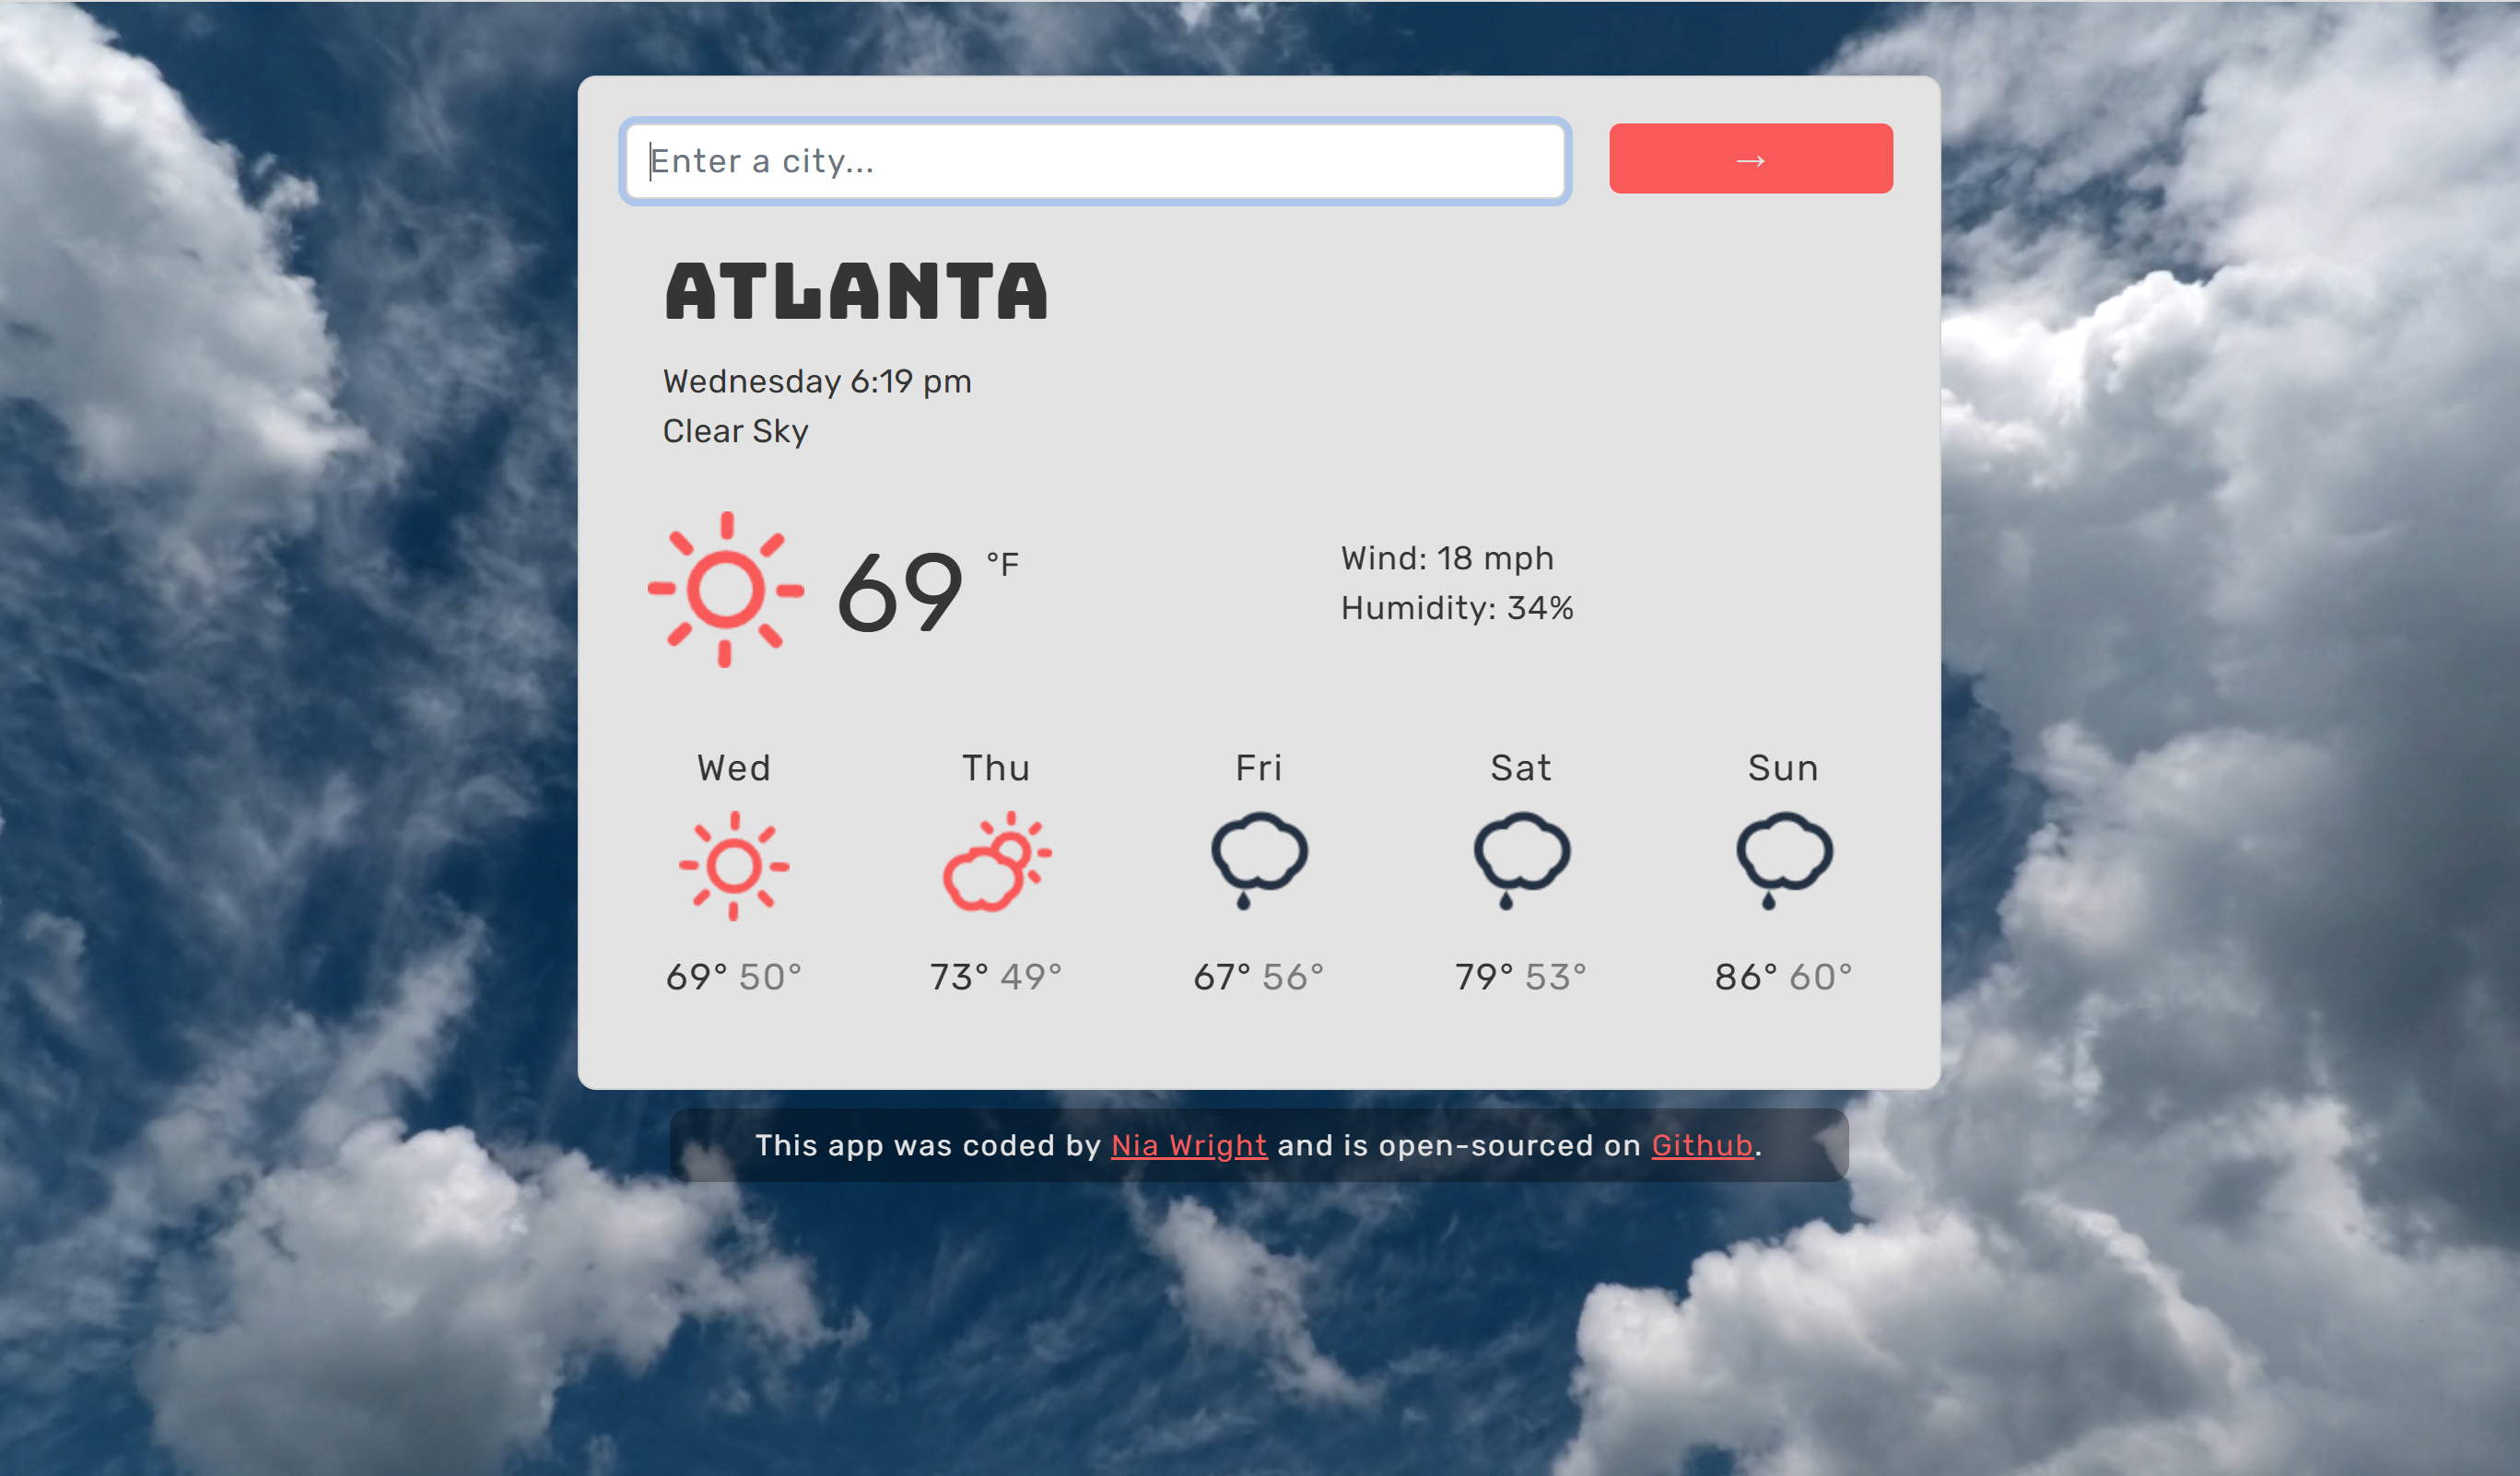 Enter a city...
→
ATLANTA
Wednesday 6:19 pm
Clear Sky
69 °F
Wind: 18 mph
Humidity: 34%
Wed Thu Fri Sat Sun
69° 50° 73° 49° 67° 56° 79° 53° 86° 60°
This app was coded by Nia Wright and is open-sourced on Github.